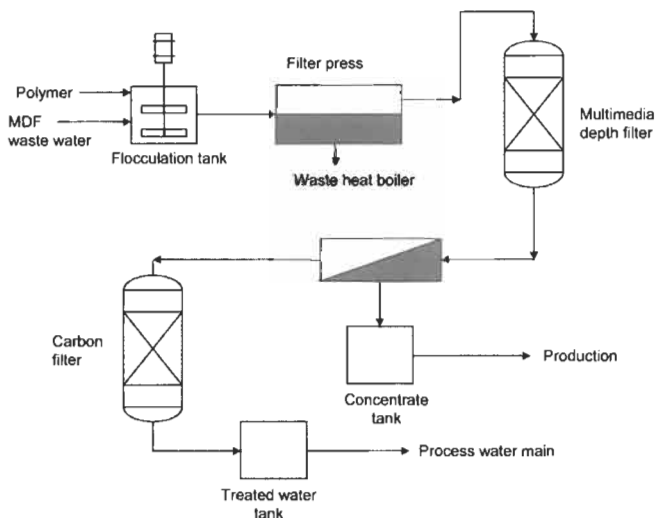 Polymer
MDF
waste water
Flocculation tank
Filter press
Waste heat boiler
Multimedia
depth filter
Carbon
filter
Concentrate
tank
Production
Treated water
tank
Process water main